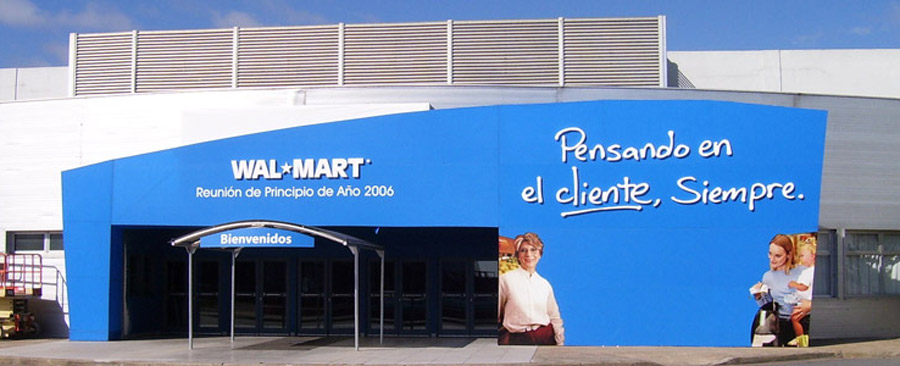 WAL★MART
Reunión de Principio de Año 2006
Bienvenidos
Pensando en
el cliente, Siempre.